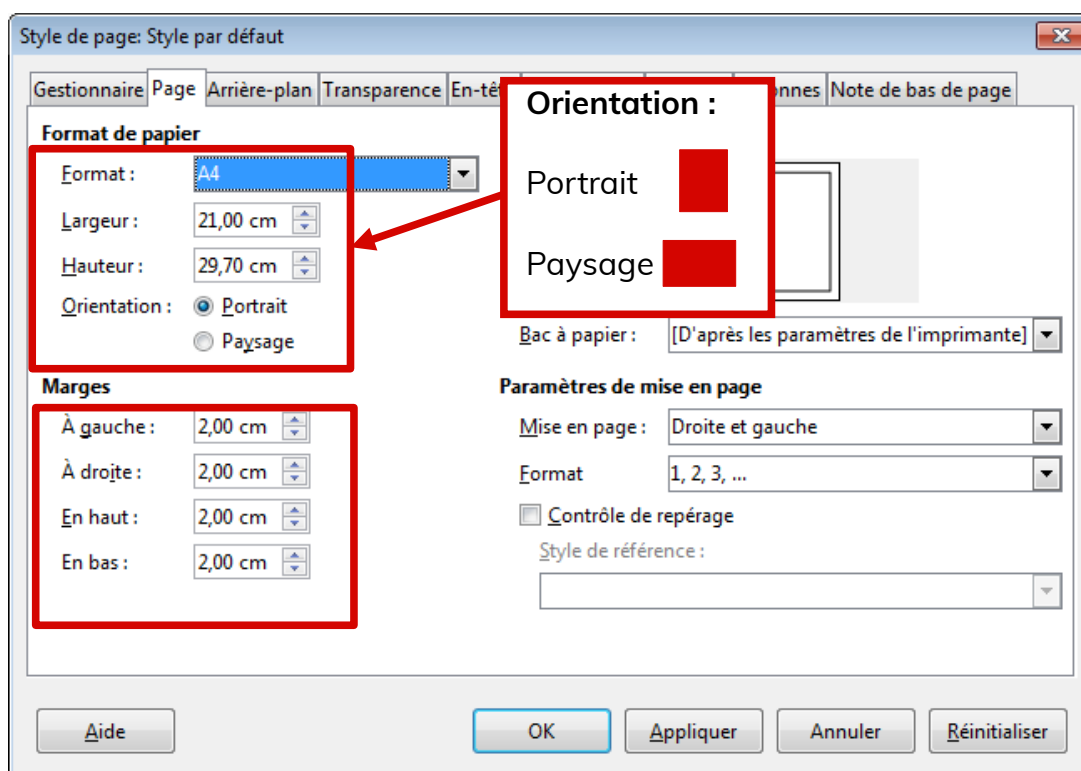 Style de page: Style par défaut
Gestionnaire Page Arrière-plan Transparence Note de bas de page
Orientation :
Portrait
Paysage
Format de papier
Format : A4
Largeur : 21,00 cm
Hauteur : 29,70 cm
Orientation : Portrait
Paysage
Bac à papier : [D'après les paramètres de l'imprimante]
Marges
À gauche : 2,00 cm
À droite : 2,00 cm
En haut : 2,00 cm
En bas : 2,00 cm
Paramètres de mise en page
Mise en page : Droite et gauche
Format 1, 2, 3, ...
Contrôle de repérage
Style de référence :
Aide OK Appliquer Annuler Réinitialiser